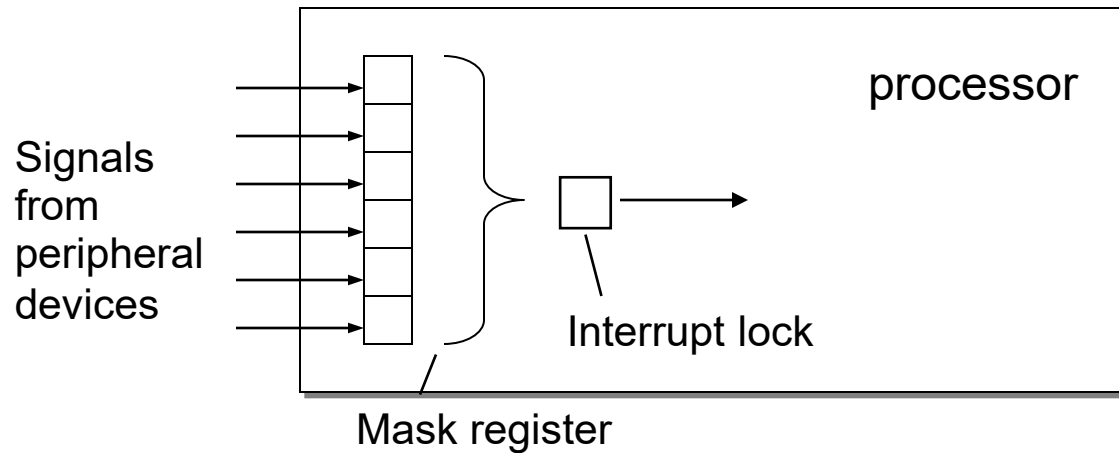 processor
Signals
from
peripheral
devices
Interrupt lock
Mask register